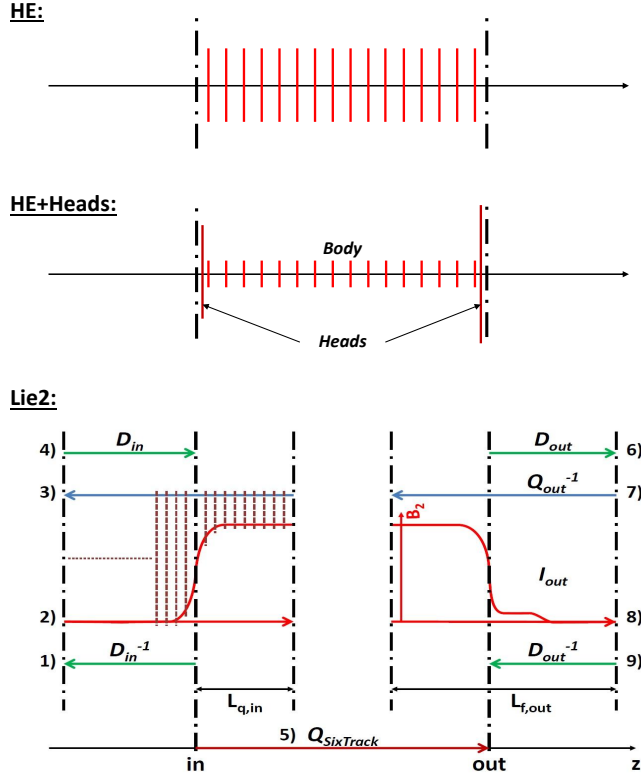 HE:
HE+Heads:
Body
Heads
Lie2:
4) D_in D_out 6)
3) Q_out^-1 7)
B_2
I_out
2) 8)
1) D_in^-1 D_out^-1 9)
L_q,in L_f,out
5) Q_SixTrack
in out z